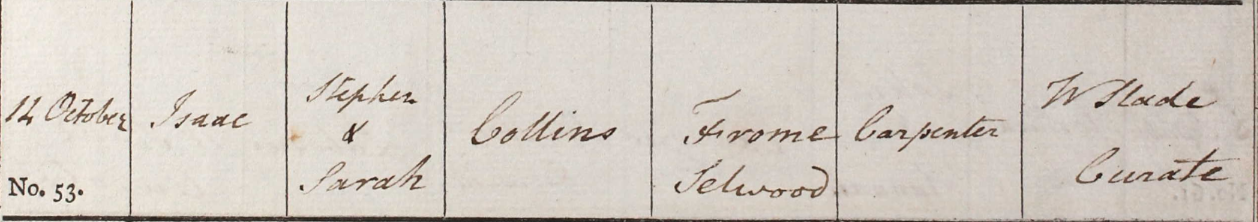 14 October
No. 53.
Isaac
Stephen
&
Sarah
Collins
Frome
Selwood
Carpenter
W Slade
Curate